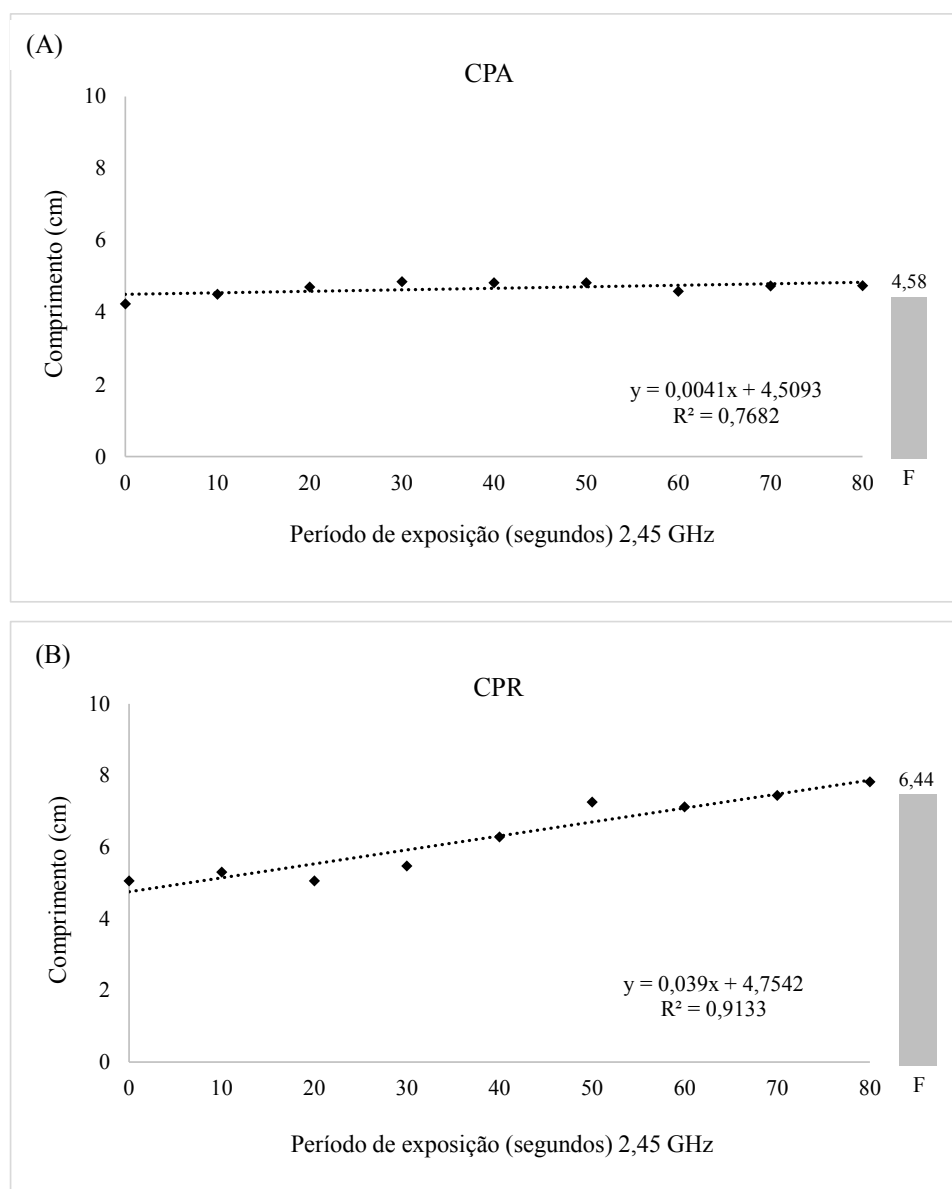 (A)
CPA
10
8
6
4
2
0
Comprimento (cm)
4,58
y = 0,0041x + 4,5093
R² = 0,7682
0 10 20 30 40 50 60 70 80
F
Período de exposição (segundos) 2,45 GHz
(B)
CPR
10
8
6
4
2
0
Comprimento (cm)
6,44
y = 0,039x + 4,7542
R² = 0,9133
0 10 20 30 40 50 60 70 80
F
Período de exposição (segundos) 2,45 GHz